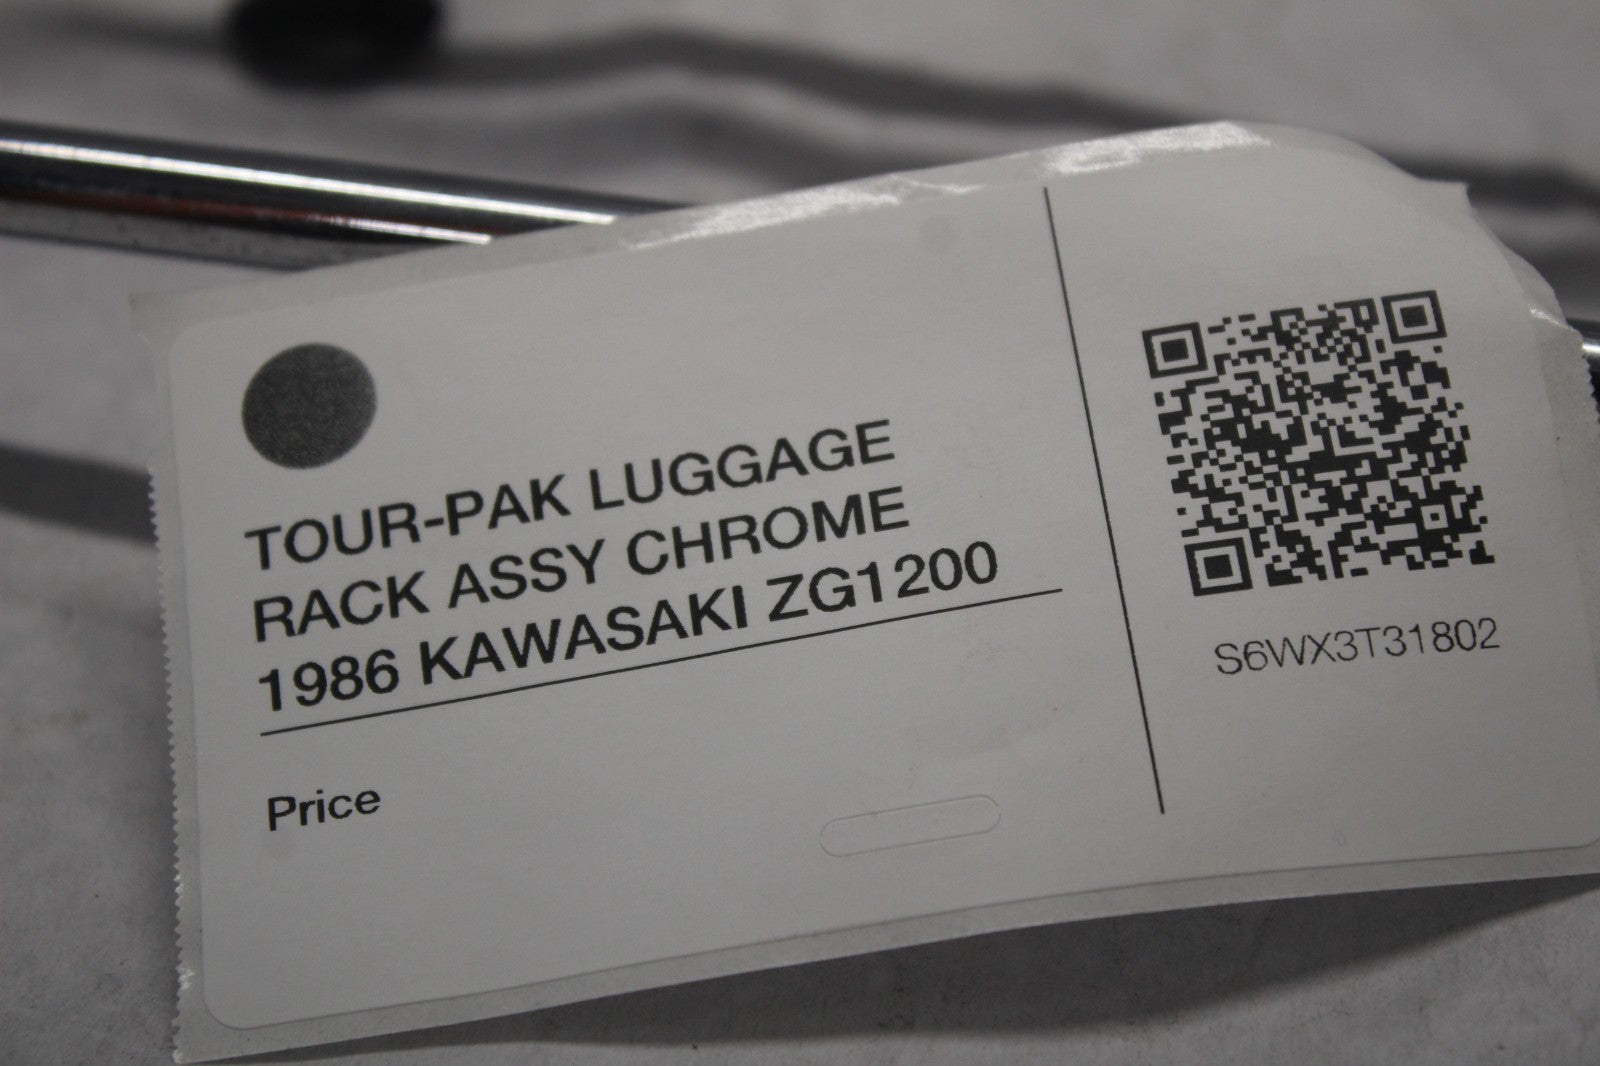 TOUR-PAK LUGGAGE
RACK ASSY CHROME
1986 KAWASAKI ZG1200
Price
S6WX3T31802